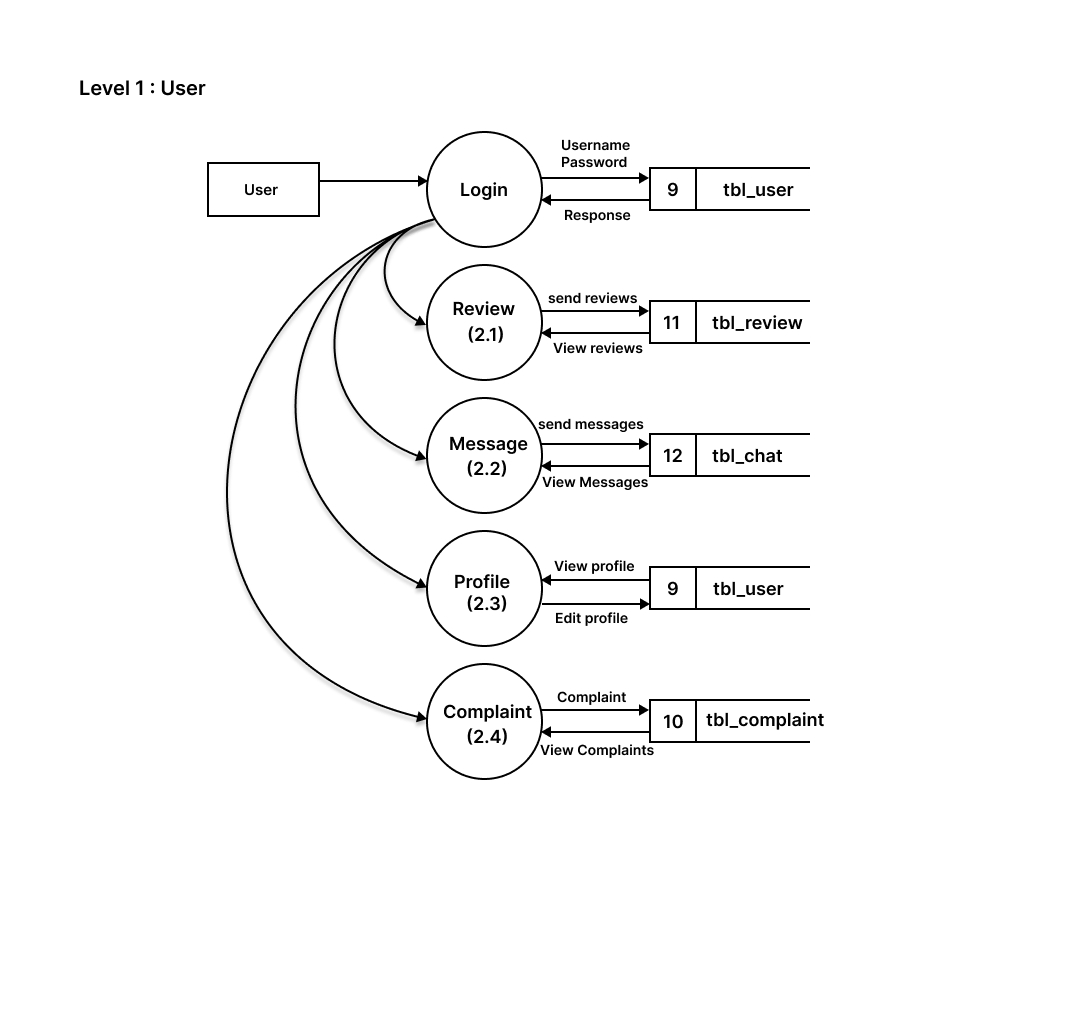 Level 1 : User
User
Login
Username
Password
Response
9
tbl_user
Review
(2.1)
send reviews
View reviews
11
tbl_review
Message
(2.2)
send messages
View Messages
12
tbl_chat
Profile
(2.3)
View profile
Edit profile
9
tbl_user
Complaint
(2.4)
Complaint
View Complaints
10
tbl_complaint